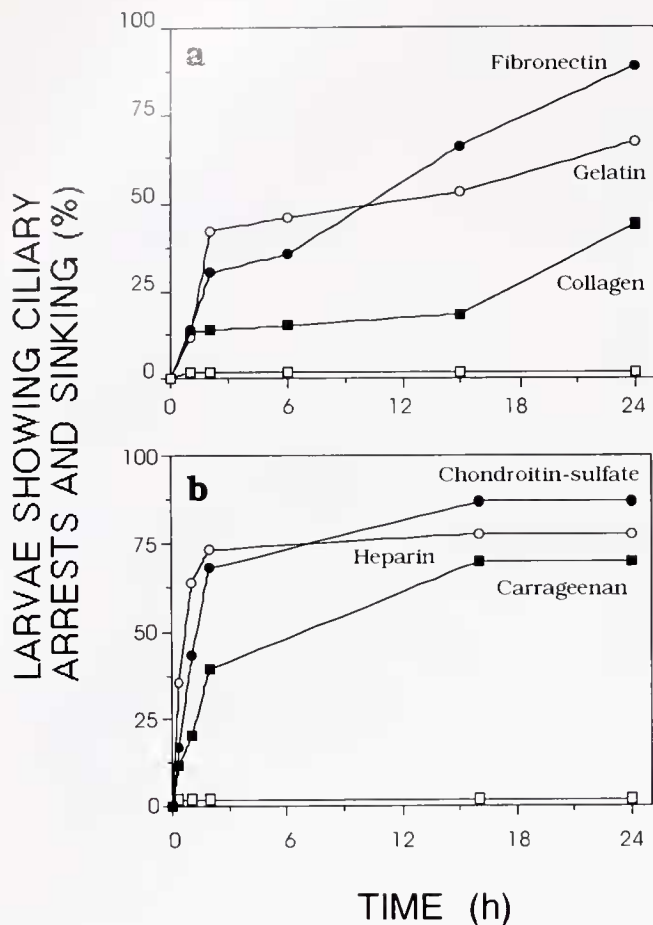 LARVAE SHOWING CILIARY
ARRESTS AND SINKING (%)
a
100
75
50
25
0
Fibronectin
Gelatin
Collagen
0 6 12 18 24
b
100
75
50
25
0
Chondroitin-sulfate
Heparin
Carrageenan
0 6 12 18 24
TIME (h)